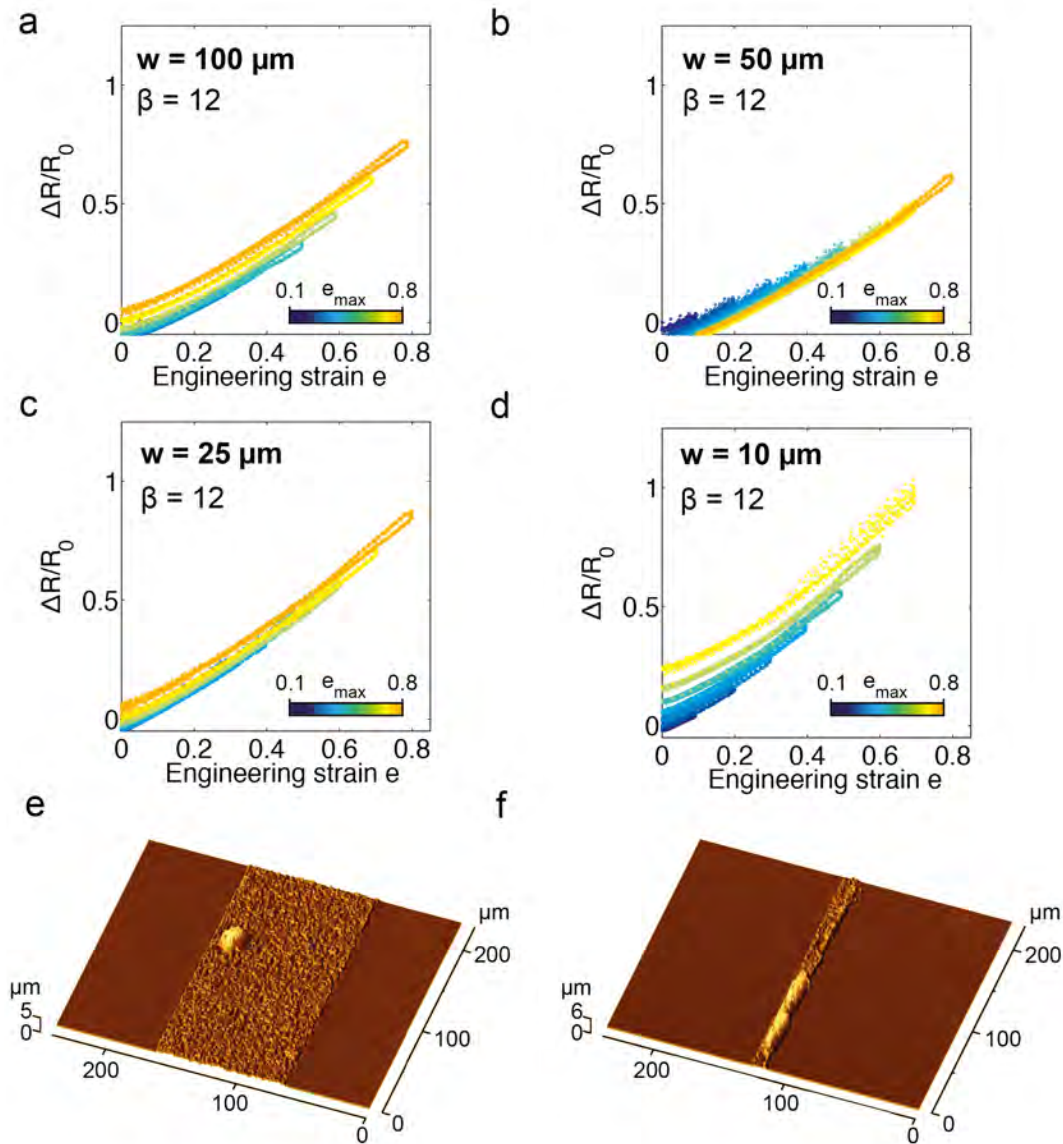 a
w = 100 µm
β = 12
1
0.5
0
ΔR/R0
0.1 emax 0.8
0 0.2 0.4 0.6 0.8
Engineering strain e
b
w = 50 µm
β = 12
1
0.5
0
ΔR/R0
0.1 emax 0.8
0 0.2 0.4 0.6 0.8
Engineering strain e
c
w = 25 µm
β = 12
1
0.5
0
ΔR/R0
0.1 emax 0.8
0 0.2 0.4 0.6 0.8
Engineering strain e
d
w = 10 µm
β = 12
1
0.5
0
ΔR/R0
0.1 emax 0.8
0 0.2 0.4 0.6 0.8
Engineering strain e
e
µm
200
100
0
µm
5
0
200
100
0
f
µm
200
100
0
µm
6
0
200
100
0